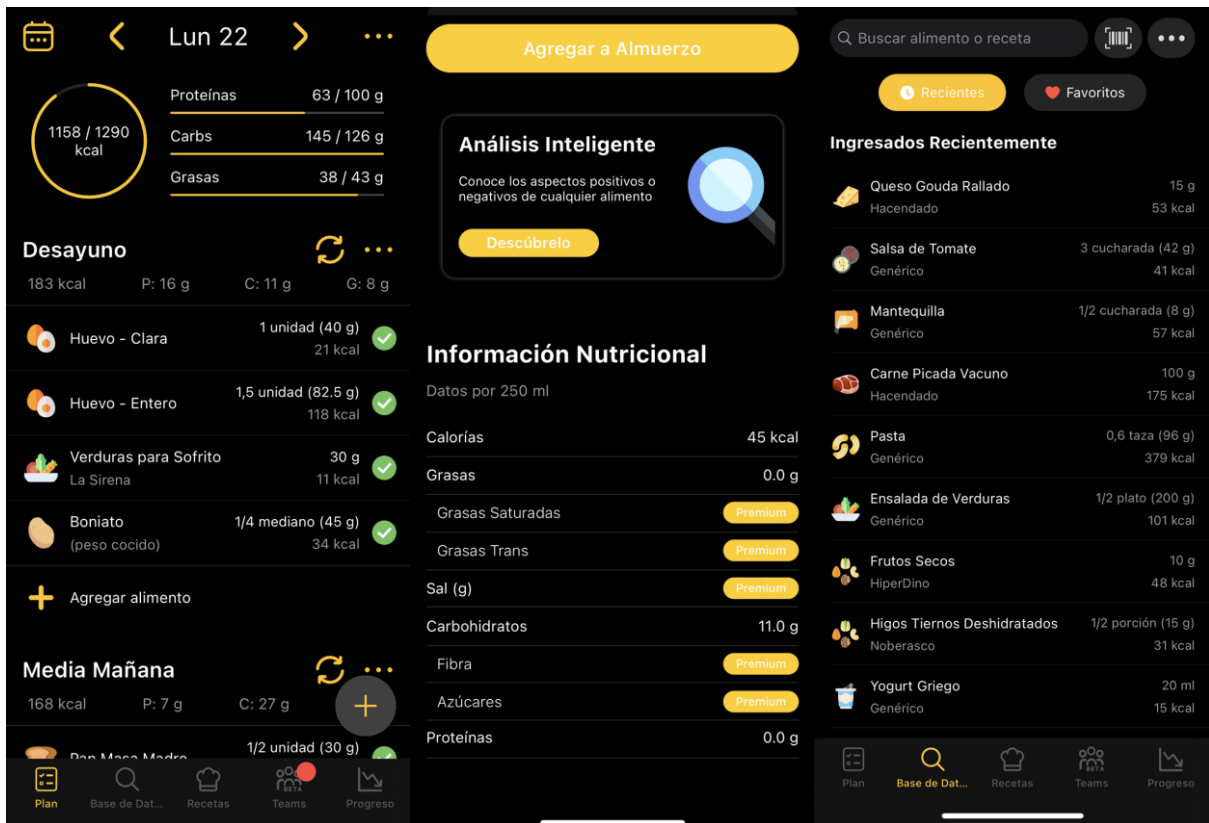 Lun 22
1158 / 1290
kcal
Proteínas 63 / 100 g
Carbs 145 / 126 g
Grasas 38 / 43 g
Desayuno
183 kcal P: 16 g C: 11 g G: 8 g
Huevo - Clara 1 unidad (40 g)
21 kcal
Huevo - Entero 1,5 unidad (82.5 g)
118 kcal
Verduras para Sofrito 30 g
La Sirena 11 kcal
Boniato 1/4 mediano (45 g)
(peso cocido) 34 kcal
Agregar alimento
Media Mañana
168 kcal P: 7 g C: 27 g
Pan Masa Madre 1/2 unidad (30 g)
Plan Base de Dat... Recetas BETA Teams Progreso
Agregar a Almuerzo
Análisis Inteligente
Conoce los aspectos positivos o
negativos de cualquier alimento
Descúbrelo
Información Nutricional
Datos por 250 ml
Calorías 45 kcal
Grasas 0.0 g
Grasas Saturadas Premium
Grasas Trans Premium
Sal (g) Premium
Carbohidratos 11.0 g
Fibra Premium
Azúcares Premium
Proteínas 0.0 g
Buscar alimento o receta
Recientes Favoritos
Ingresados Recientemente
Queso Gouda Rallado 15 g
Hacendado 53 kcal
Salsa de Tomate 3 cucharada (42 g)
Genérico 41 kcal
Mantequilla 1/2 cucharada (8 g)
Genérico 57 kcal
Carne Picada Vacuno 100 g
Hacendado 175 kcal
Pasta 0,6 taza (96 g)
Genérico 379 kcal
Ensalada de Verduras 1/2 plato (200 g)
Genérico 101 kcal
Frutos Secos 10 g
HiperDino 48 kcal
Higos Tiernos Deshidratados 1/2 porción (15 g)
Noberasco 31 kcal
Yogurt Griego 20 ml
Genérico 15 kcal
Plan Base de Dat... Recetas BETA Teams Progreso